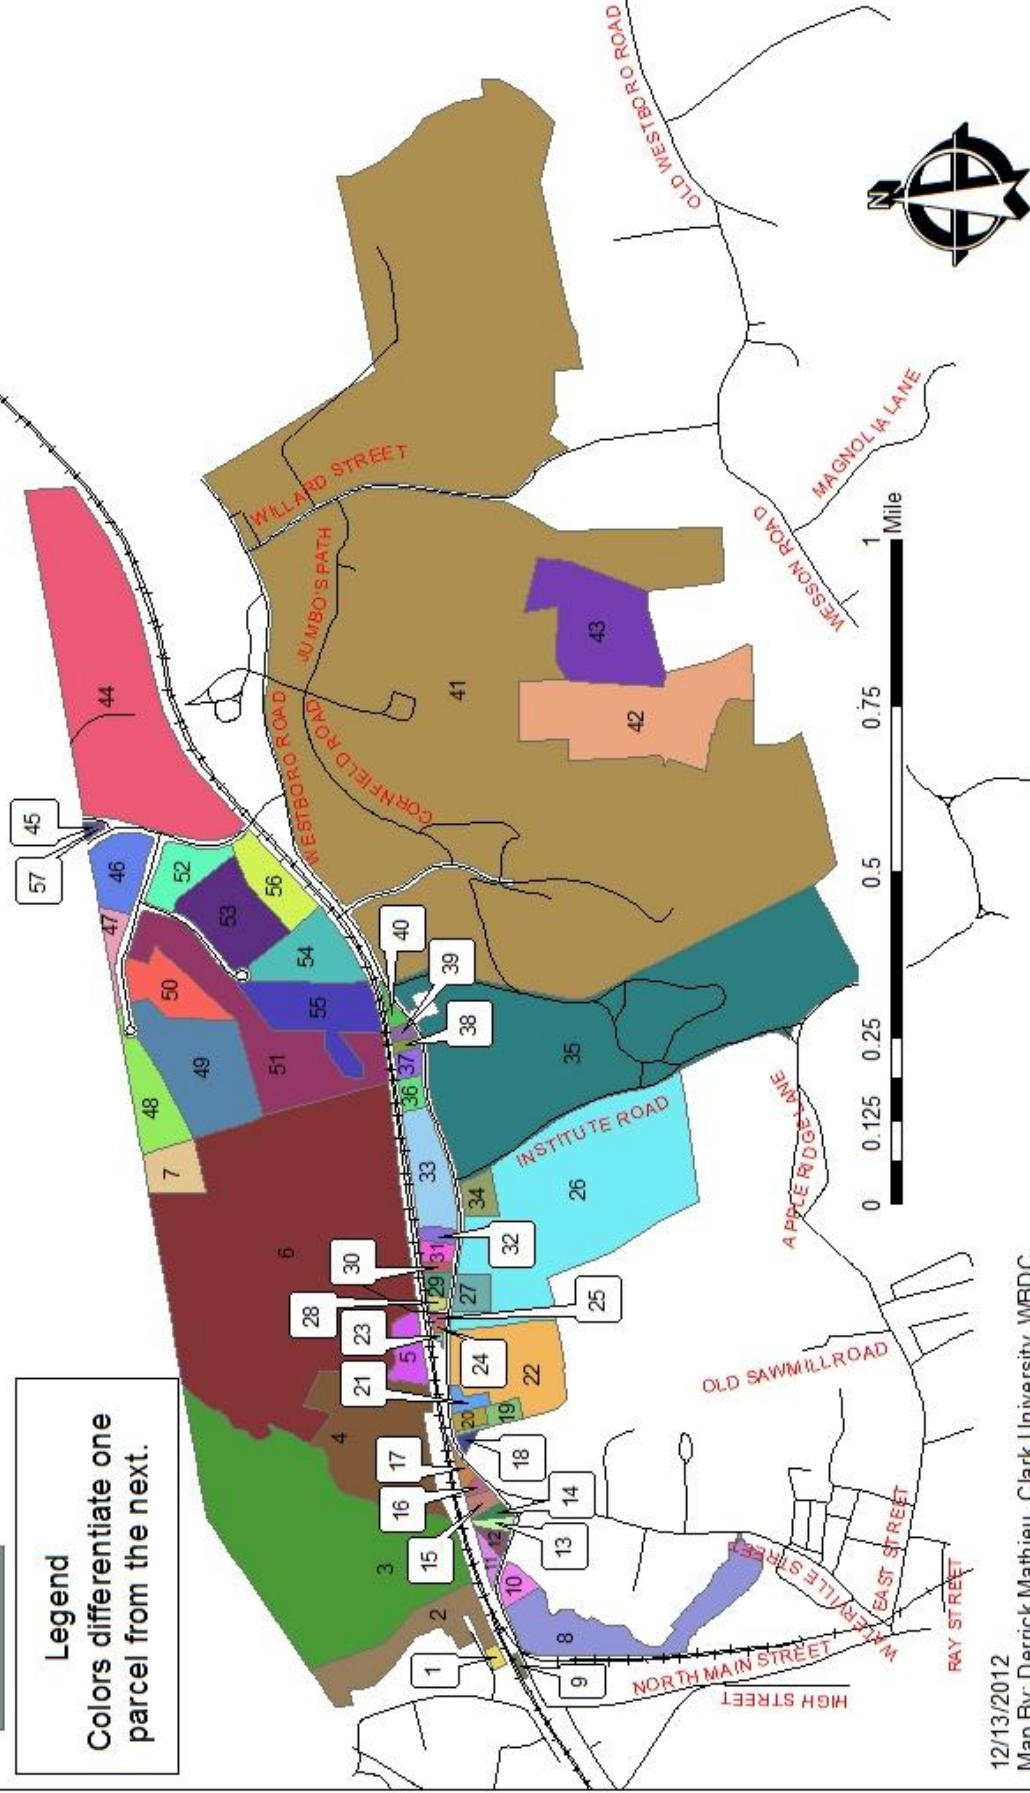 Legend
Colors differentiate one
parcel from the next.
57
45
44
47
46
52
53
56
48
50
49
51
55
54
7
6
3
4
5
2
1
9
8
10
11
12
13
14
15
16
17
18
19
20
21
22
23
24
25
26
27
28
29
30
31
32
33
34
35
36
37
38
39
40
41
42
43
WESTBORO ROAD
WILLARD STREET
JUMBO'S PATH
CORNFIELD ROAD
INSTITUTE ROAD
OLD WESTBORO ROAD
WESSON ROAD
MAGNOLIA LANE
APPLE RIDGE LANE
OLD SAWMILL ROAD
NORTH MAIN STREET
HIGH STREET
WATERVILLE STREET
EAST STREET
RAY STREET
N
0 0.125 0.25 0.5 0.75 1
Mile
12/13/2012
Map By: Derrick Mathieu, Clark University, WRDC